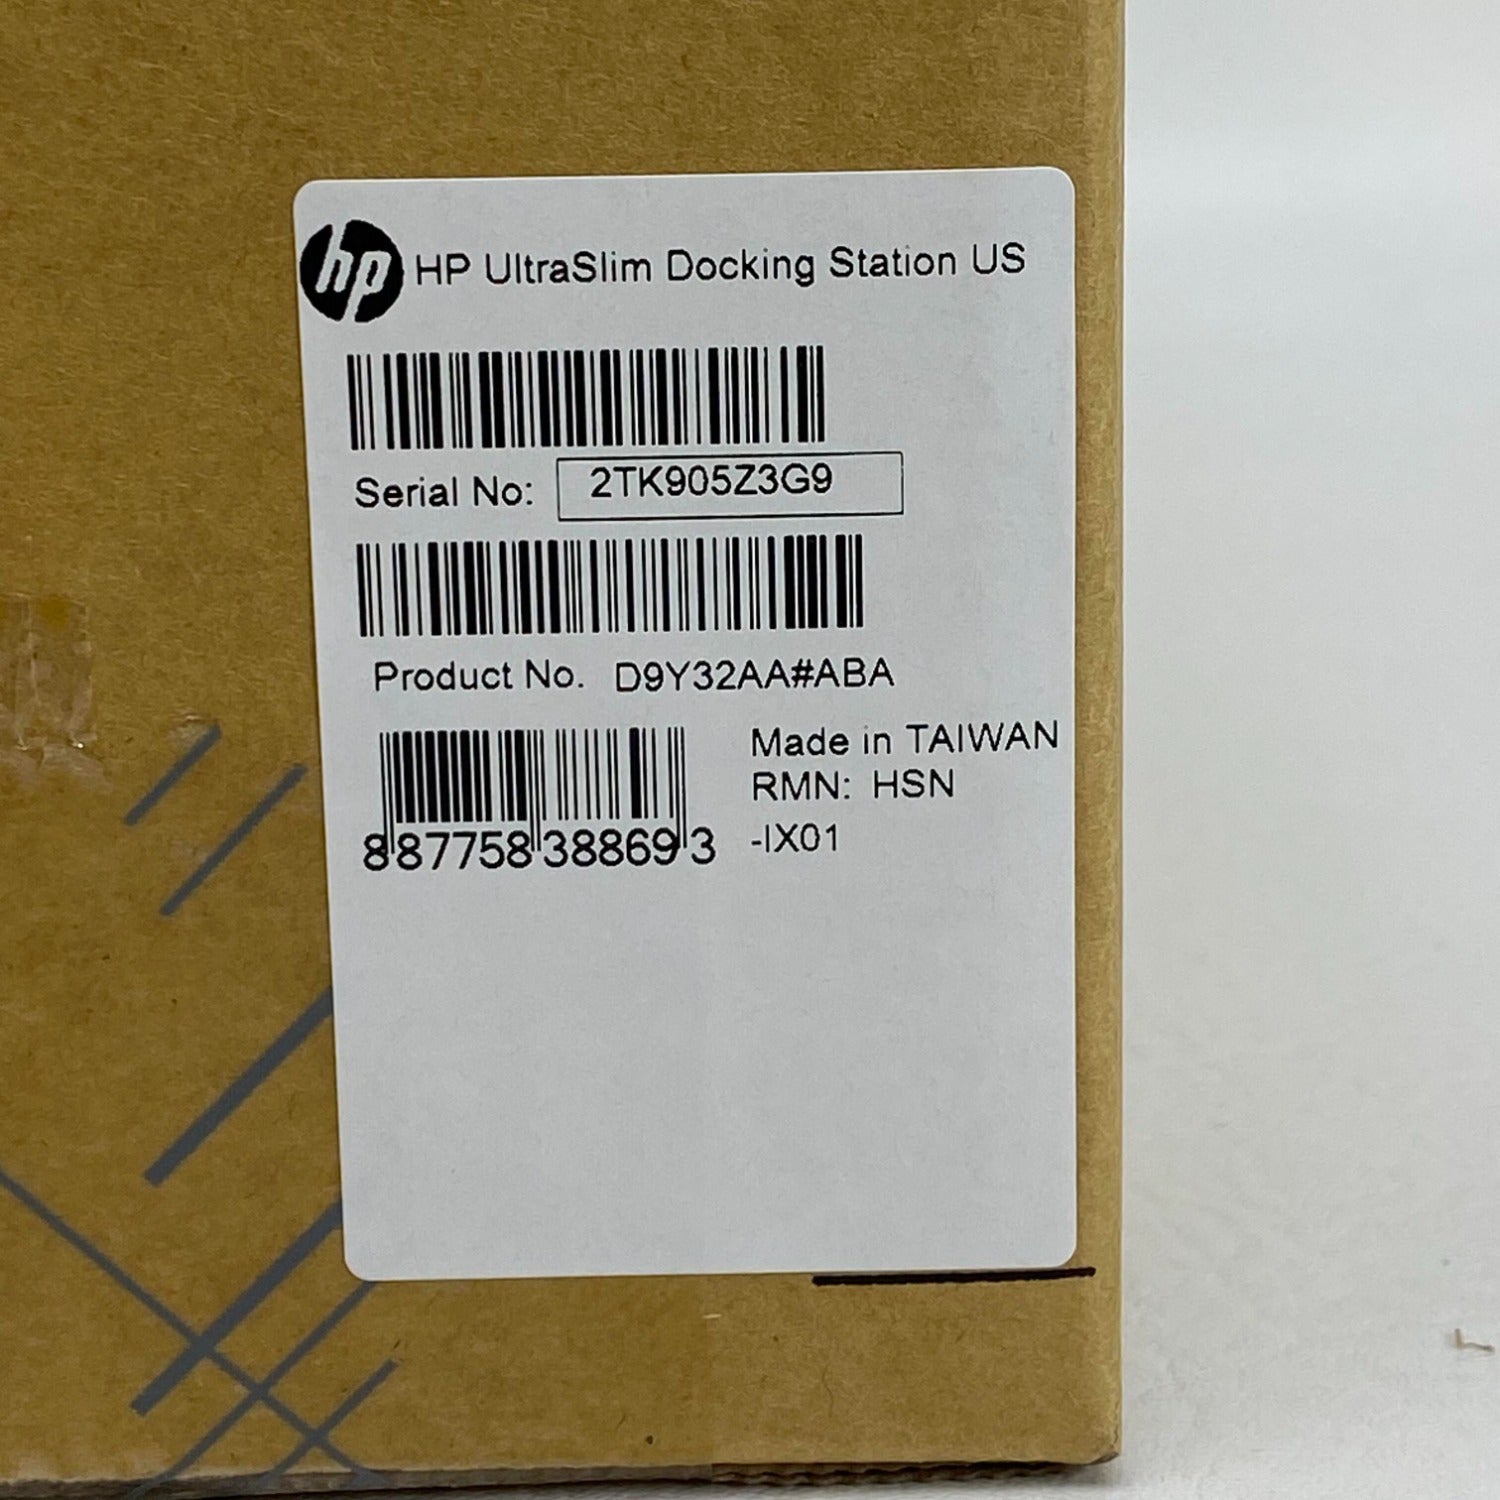 hp HP UltraSlim Docking Station US
Serial No: 2TK905Z3G9
Product No. D9Y32AA#ABA
Made in TAIWAN
RMN: HSN
-IX01
887758388693